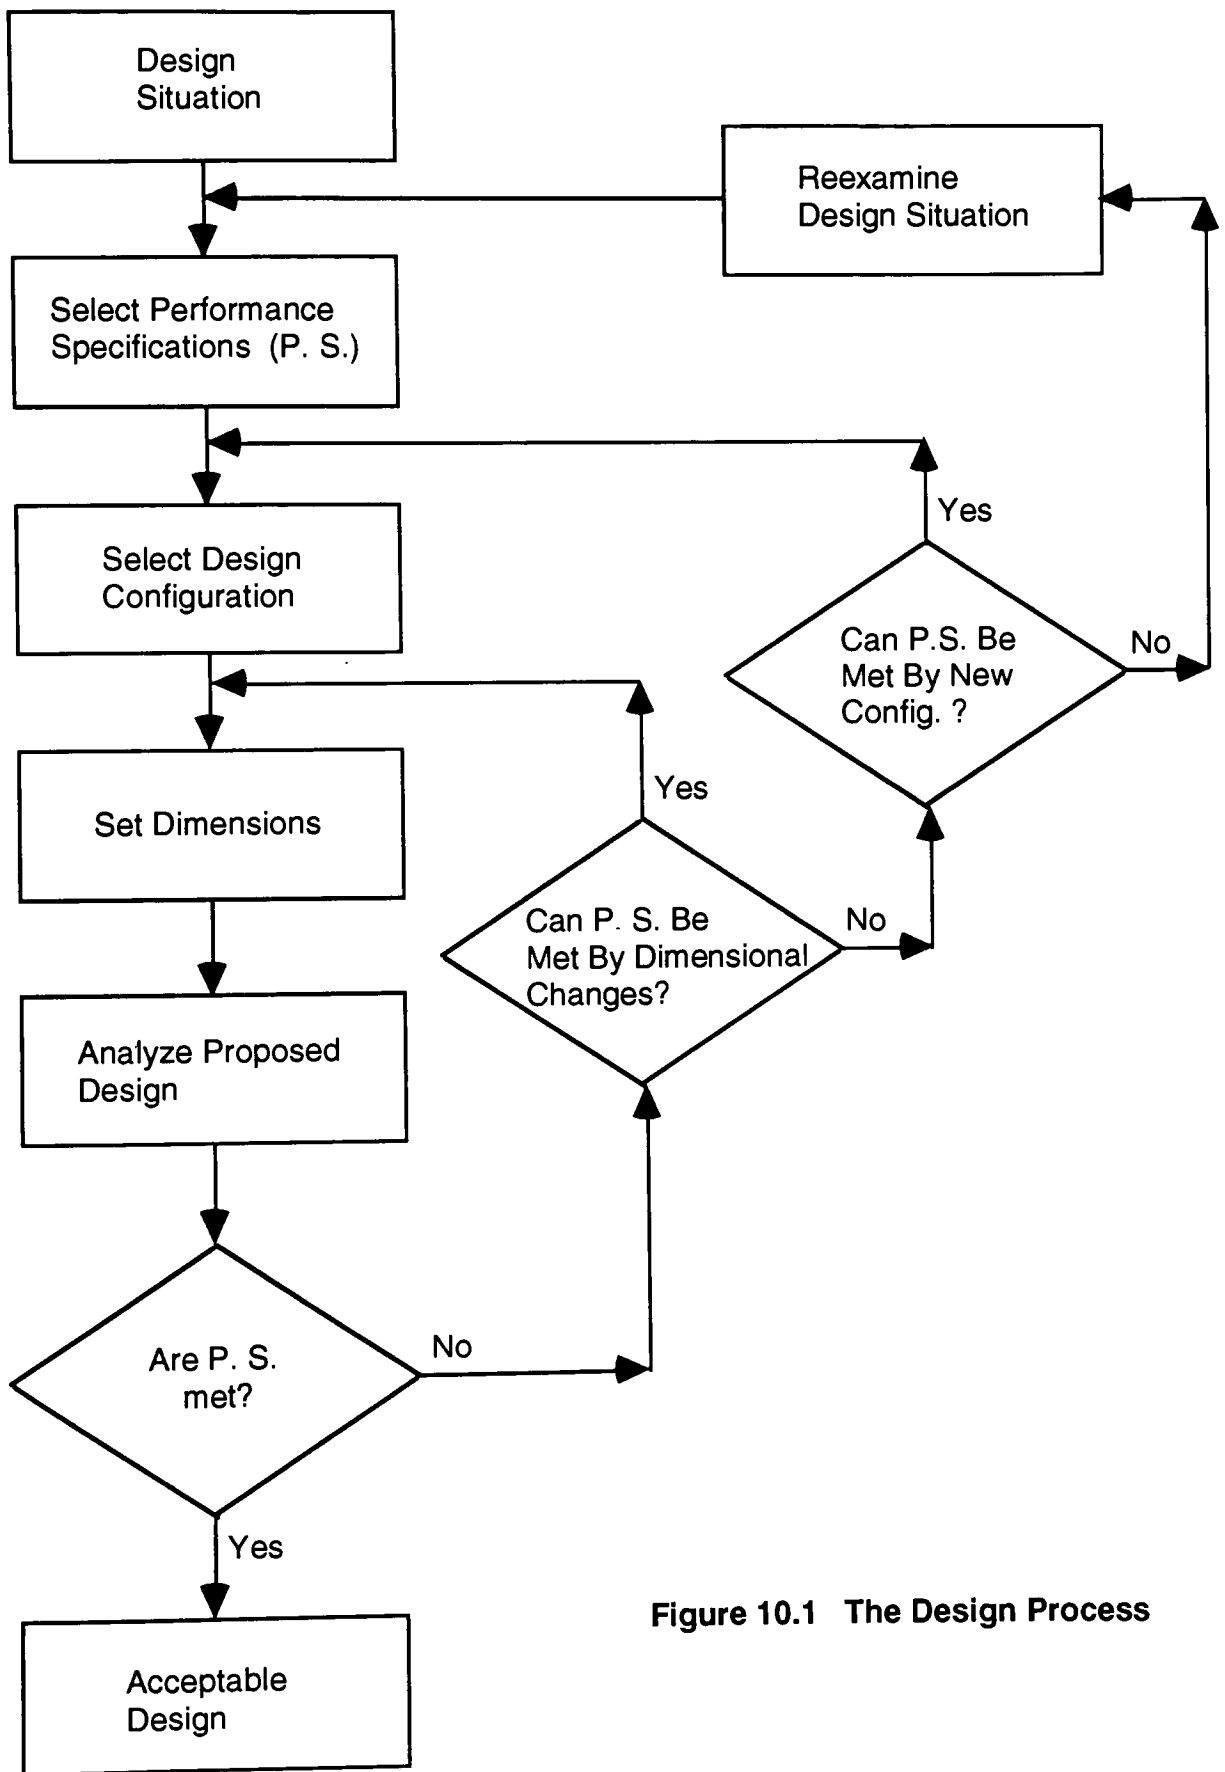 Design
Situation
Reexamine
Design Situation
Select Performance
Specifications (P. S.)
Yes
Select Design
Configuration
Can P.S. Be
Met By New
Config. ?
No
Set Dimensions
Yes
Can P. S. Be
Met By Dimensional
Changes?
No
Analyze Proposed
Design
Are P. S.
met?
No
Yes
Figure 10.1 The Design Process
Acceptable
Design